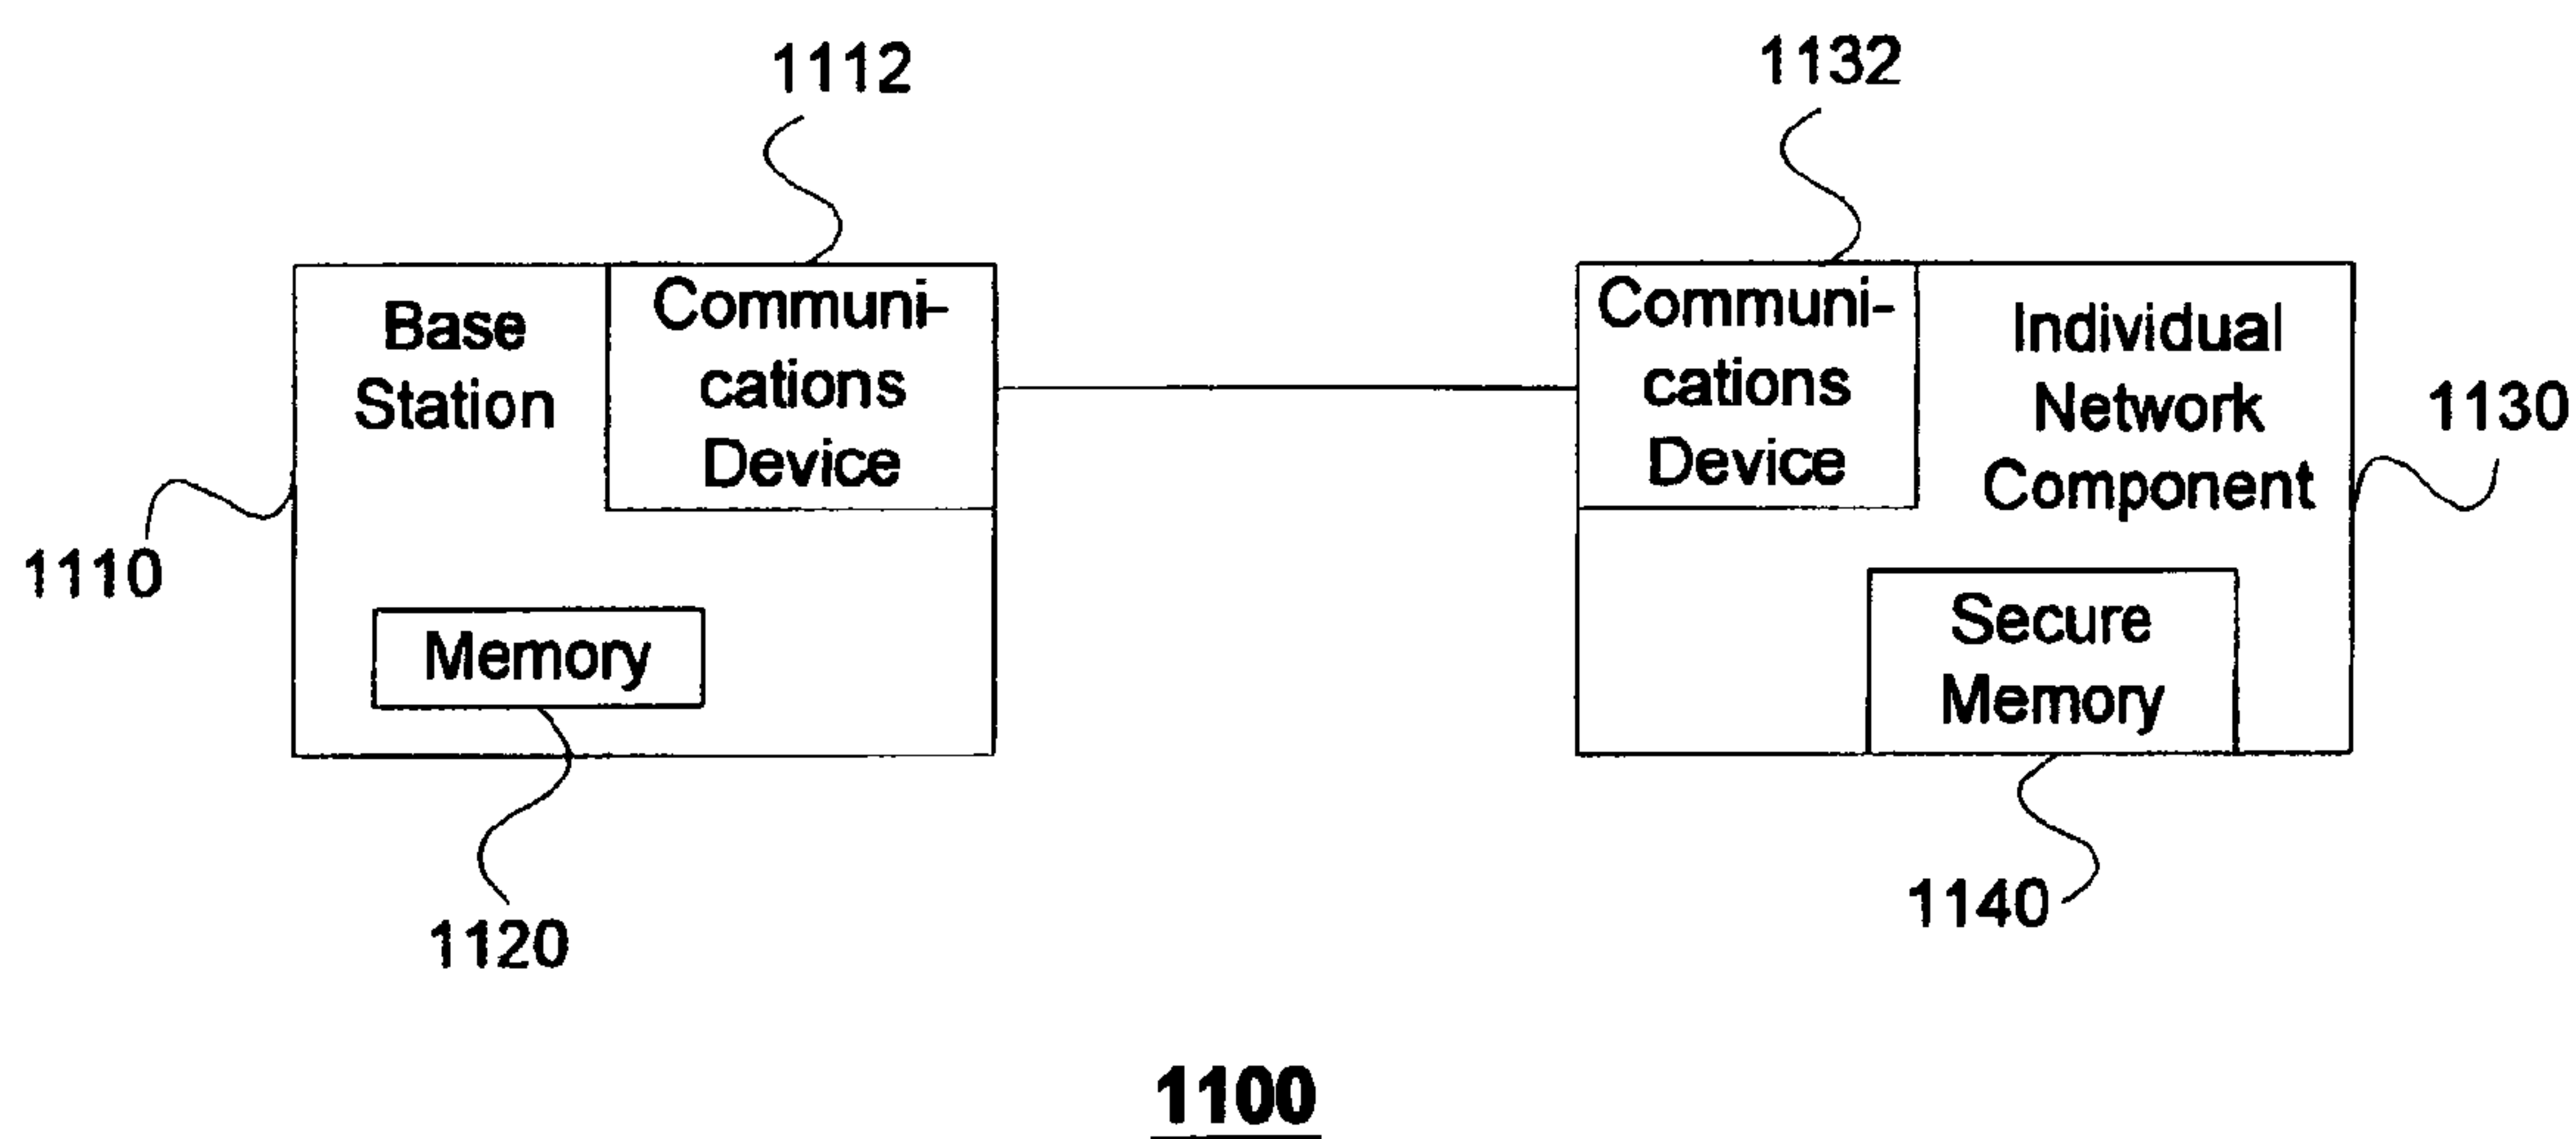 1112
1132
Base
Station
Communi-
cations
Device
Communi-
cations
Device
Individual
Network
Component
1130
1110
Memory
Secure
Memory
1120
1140
1100